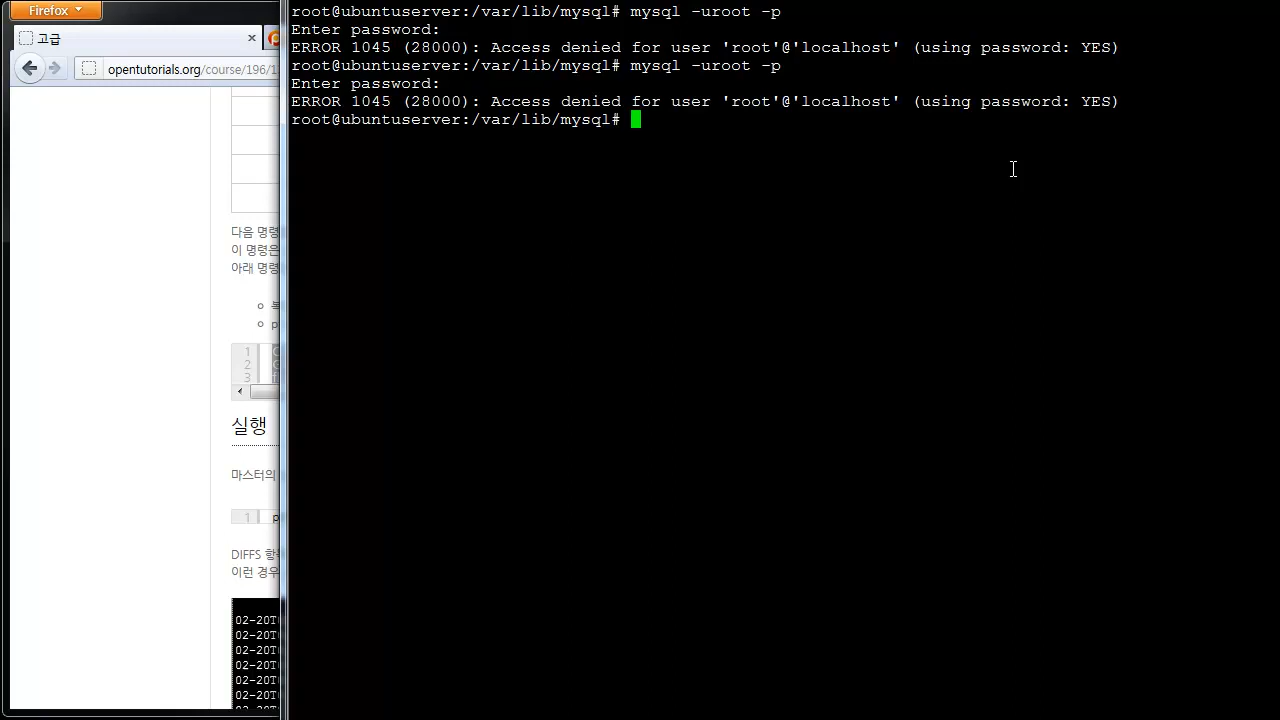 Firefox
고급
opentutorials.org/course/196/1
다음 명령
이 명령은
아래 명령
1
2
3
실행
마스터의
1 p
DIFFS 항
이런 경우
02-20T
02-20T
02-20T
02-20T
02-20T
02-20T
root@ubuntuserver:/var/lib/mysql# mysql -uroot -p
Enter password:
ERROR 1045 (28000): Access denied for user 'root'@'localhost' (using password: YES)
root@ubuntuserver:/var/lib/mysql# mysql -uroot -p
Enter password:
ERROR 1045 (28000): Access denied for user 'root'@'localhost' (using password: YES)
root@ubuntuserver:/var/lib/mysql#